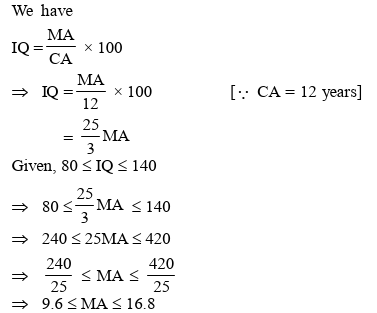 We have
IQ = MA/CA × 100
⇒ IQ = MA/12 × 100 [∵ CA = 12 years]
= 25/3 MA
Given, 80 ≤ IQ ≤ 140
⇒ 80 ≤ 25/3 MA ≤ 140
⇒ 240 ≤ 25MA ≤ 420
⇒ 240/25 ≤ MA ≤ 420/25
⇒ 9.6 ≤ MA ≤ 16.8